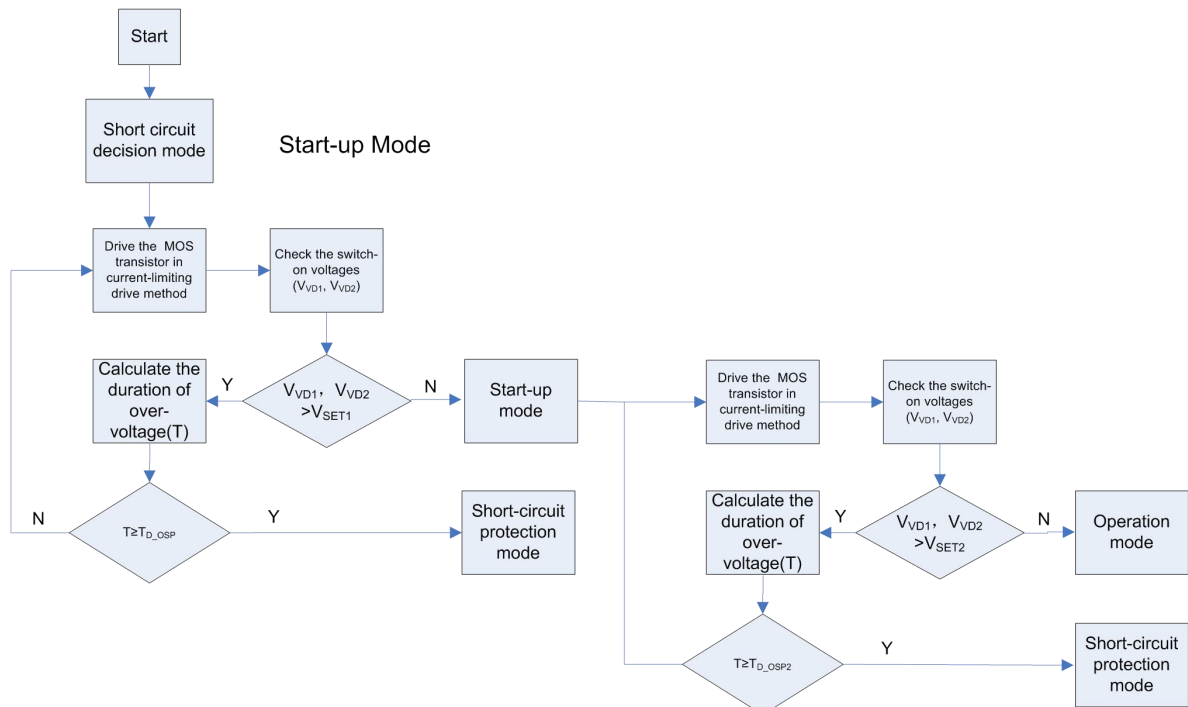 Start
Short circuit
decision mode
Start-up Mode
Drive the MOS
transistor in
current-limiting
drive method
Check the switch-
on voltages
(VVD1, VVD2)
VVD1, VVD2
>VSET1
Y
N
Calculate the
duration of
over-
voltage(T)
Start-up
mode
T≥TD_OSP
N
Y
Short-circuit
protection
mode
Drive the MOS
transistor in
current-limiting
drive method
Check the switch-
on voltages
(VVD1, VVD2)
VVD1, VVD2
>VSET2
Y
N
Calculate the
duration of
over-
voltage(T)
Operation
mode
T≥TD_OSP2
Y
Short-circuit
protection
mode